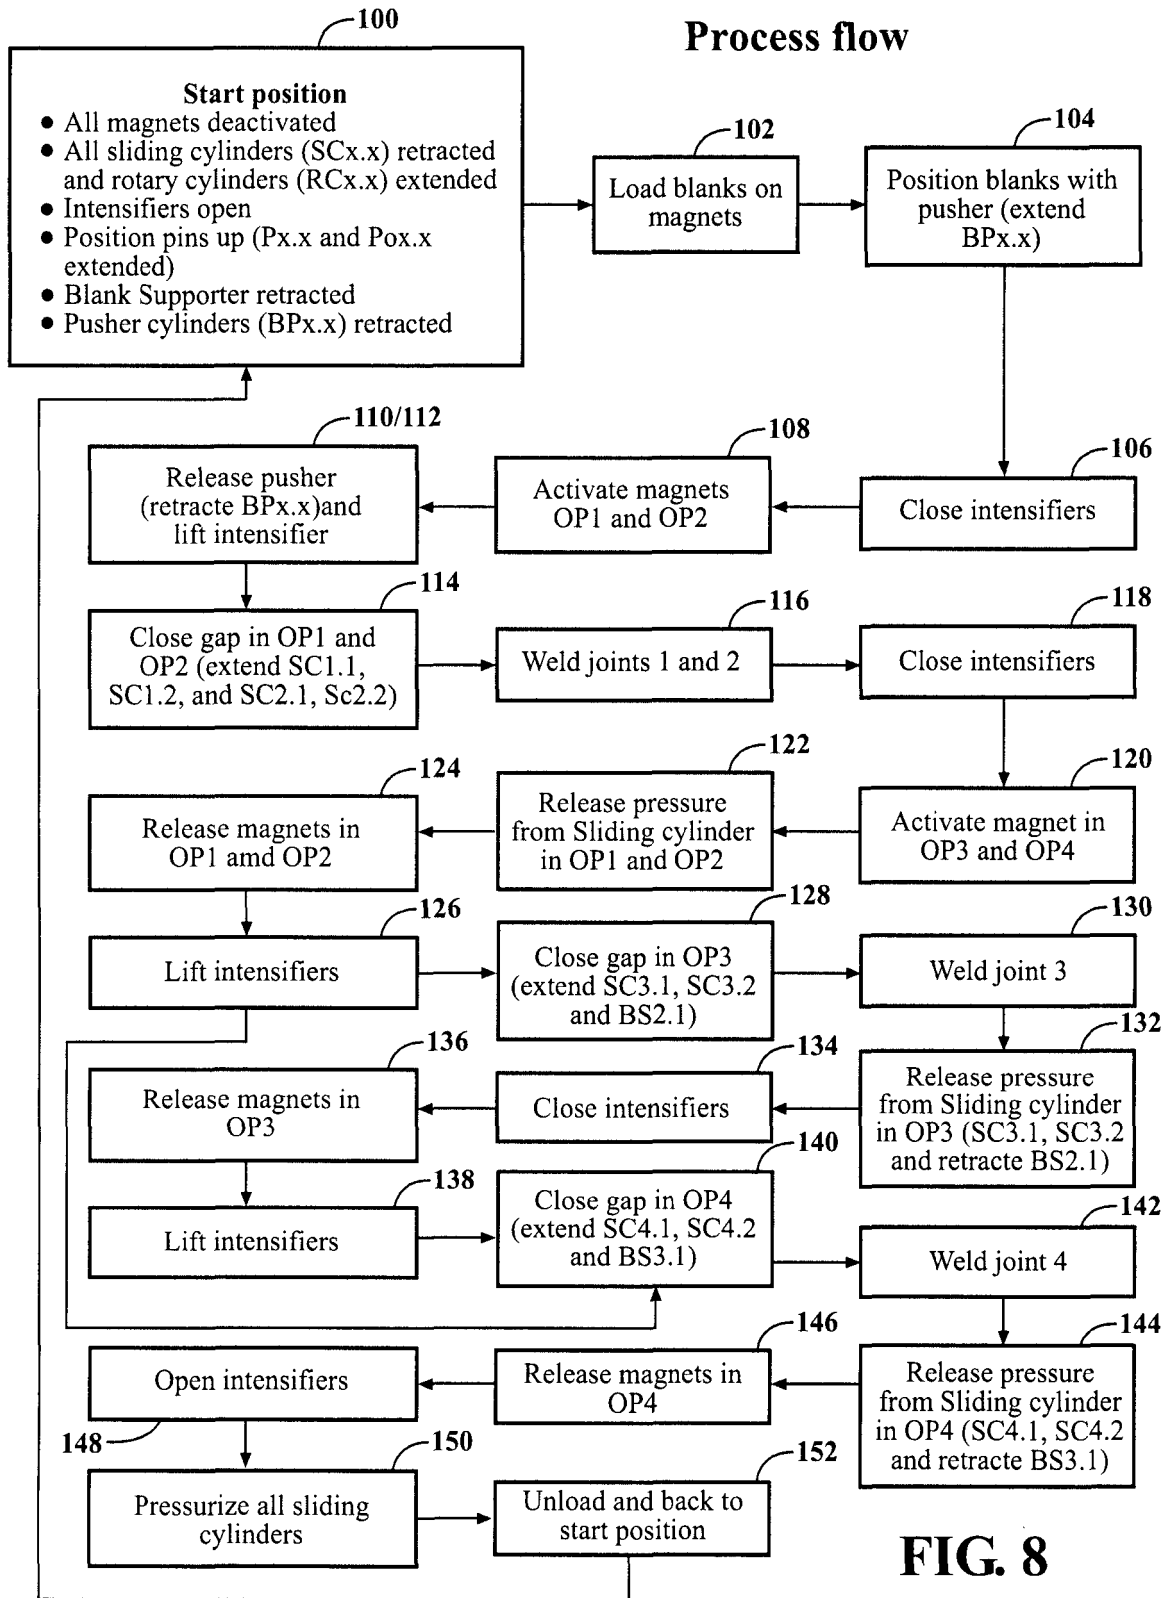 Process flow
100
Start position
● All magnets deactivated
● All sliding cylinders (SCx.x) retracted
and rotary cylinders (RCx.x) extended
● Intensifiers open
● Position pins up (Px.x and Pox.x
extended)
● Blank Supporter retracted
● Pusher cylinders (BPx.x) retracted
102
Load blanks on
magnets
104
Position blanks with
pusher (extend
BPx.x)
106
Close intensifiers
108
Activate magnets
OP1 and OP2
110/112
Release pusher
(retracte BPx.x)and
lift intensifier
114
Close gap in OP1 and
OP2 (extend SC1.1,
SC1.2, and SC2.1, Sc2.2)
116
Weld joints 1 and 2
118
Close intensifiers
120
Activate magnet in
OP3 and OP4
122
Release pressure
from Sliding cylinder
in OP1 and OP2
124
Release magnets in
OP1 amd OP2
126
Lift intensifiers
128
Close gap in OP3
(extend SC3.1, SC3.2
and BS2.1)
130
Weld joint 3
132
Release pressure
from Sliding cylinder
in OP3 (SC3.1, SC3.2
and retracte BS2.1)
134
Close intensifiers
136
Release magnets in
OP3
138
Lift intensifiers
140
Close gap in OP4
(extend SC4.1, SC4.2
and BS3.1)
142
Weld joint 4
144
Release pressure
from Sliding cylinder
in OP4 (SC4.1, SC4.2
and retracte BS3.1)
146
Release magnets in
OP4
Open intensifiers
148
150
Pressurize all sliding
cylinders
152
Unload and back to
start position
FIG. 8